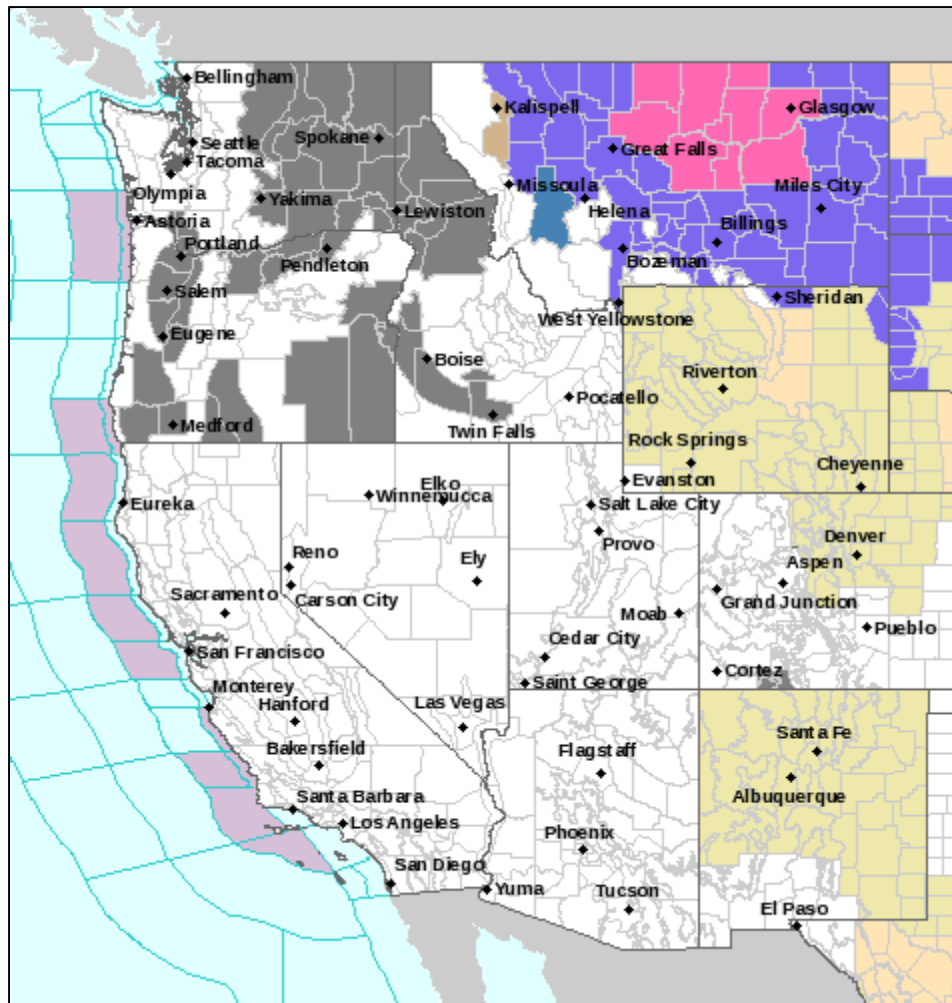 Bellingham
Kalispell
Glasgow
Spokane
Seattle
Great Falls
Tacoma
Missoula
Miles City
Olympia
Yakima
Lewiston
Helena
Astoria
Billings
Portland
Pendleton
Bozeman
Salem
Sheridan
West Yellowstone
Eugene
Boise
Riverton
Pocatello
Medford
Twin Falls
Rock Springs
Cheyenne
Elko
Evanston
Winnemucca
Eureka
Salt Lake City
Denver
Provo
Reno
Ely
Aspen
Sacramento
Carson City
Grand Junction
Moab
Pueblo
Cedar City
San Francisco
Cortez
Saint George
Monterey
Hanford
Las Vegas
Santa Fe
Bakersfield
Flagstaff
Albuquerque
Santa Barbara
Los Angeles
Phoenix
San Diego
Yuma
Tucson
El Paso